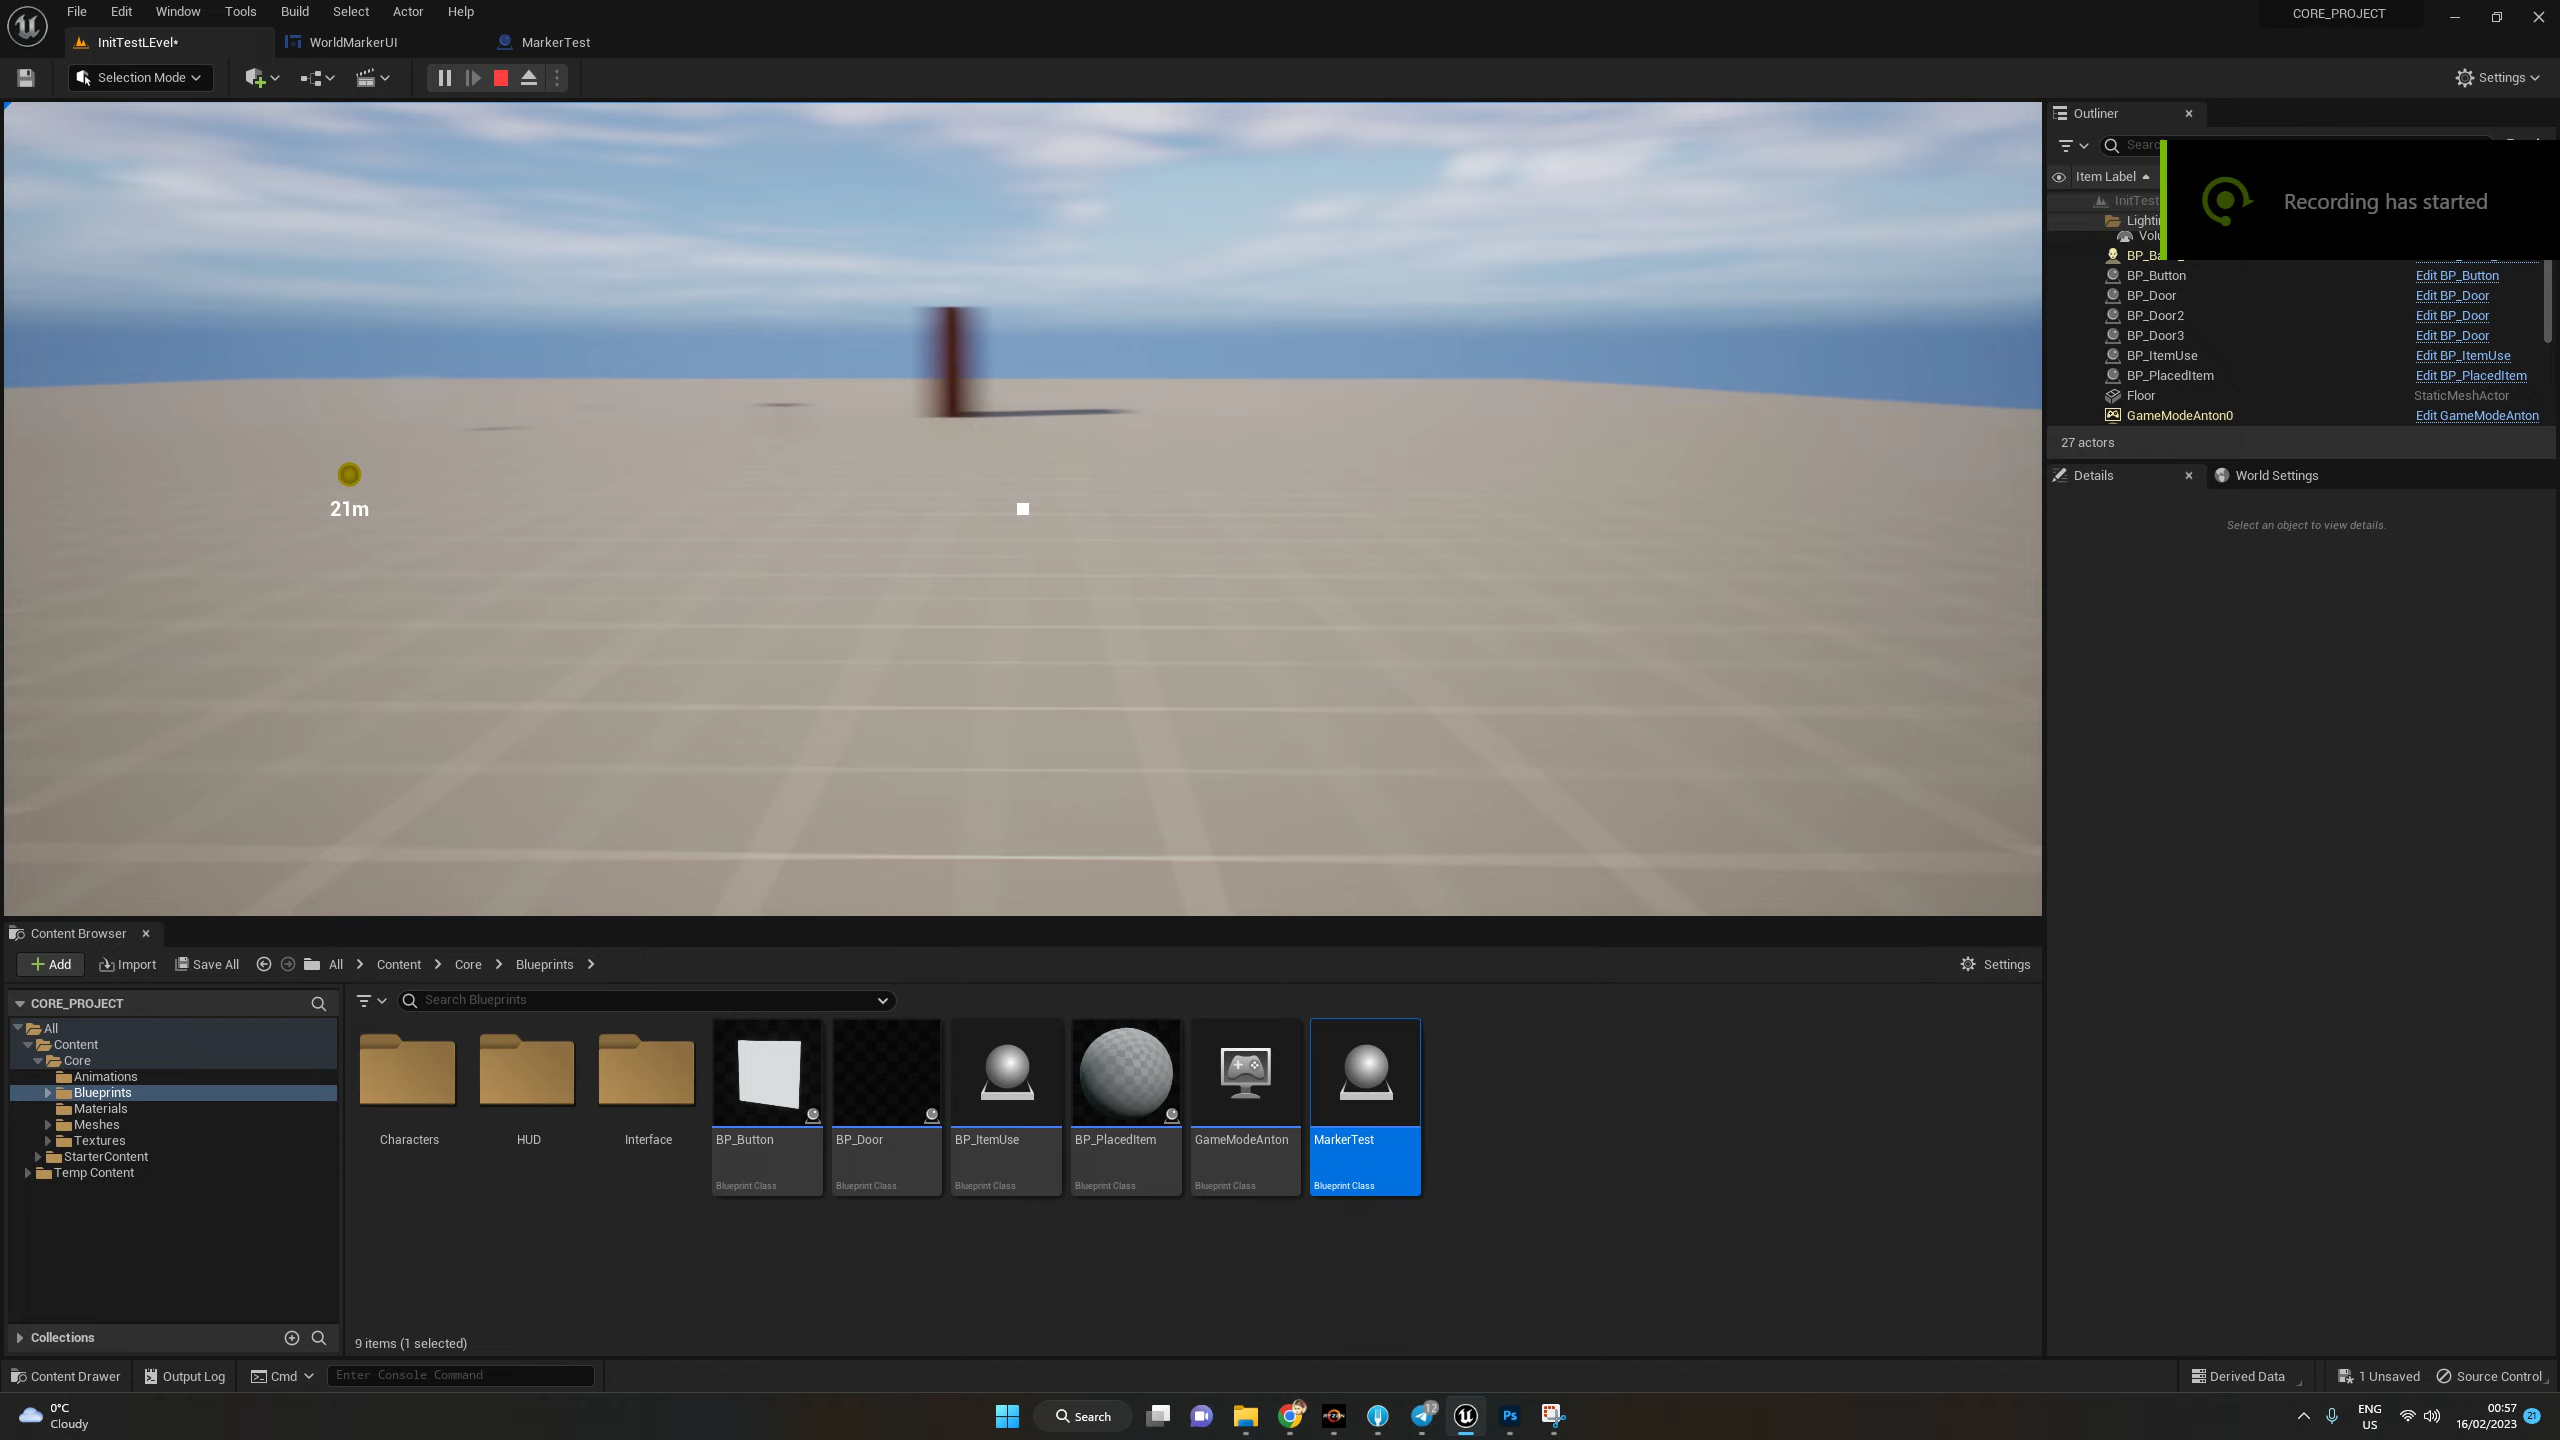 File Edit Window Tools Build Select Actor Help
CORE_PROJECT
InitTestLEvel*
WorldMarkerUI
MarkerTest
Selection Mode
Settings
Outliner
Item Label
Recording has started
BP_Button Edit BP_Button
BP_Door Edit BP_Door
BP_Door2 Edit BP_Door
BP_Door3 Edit BP_Door
BP_ItemUse Edit BP_ItemUse
BP_PlacedItem Edit BP_PlacedItem
Floor StaticMeshActor
GameModeAnton0 Edit GameModeAnton
27 actors
Details
World Settings
Select an object to view details.
21m
Content Browser
Add Import Save All All Content Core Blueprints Settings
CORE_PROJECT
Search Blueprints
All
Content
Core
Animations
Blueprints
Materials
Meshes
Textures
StarterContent
Temp Content
Characters
HUD
Interface
BP_Button
Blueprint Class
BP_Door
Blueprint Class
BP_ItemUse
Blueprint Class
BP_PlacedItem
Blueprint Class
GameModeAnton
Blueprint Class
MarkerTest
Blueprint Class
Collections
9 items (1 selected)
Content Drawer Output Log Cmd Enter Console Command
Derived Data 1 Unsaved Source Control
0°C
Cloudy
Search
RYZEN
12
Ps
ENG
US
00:57
16/02/2023
21